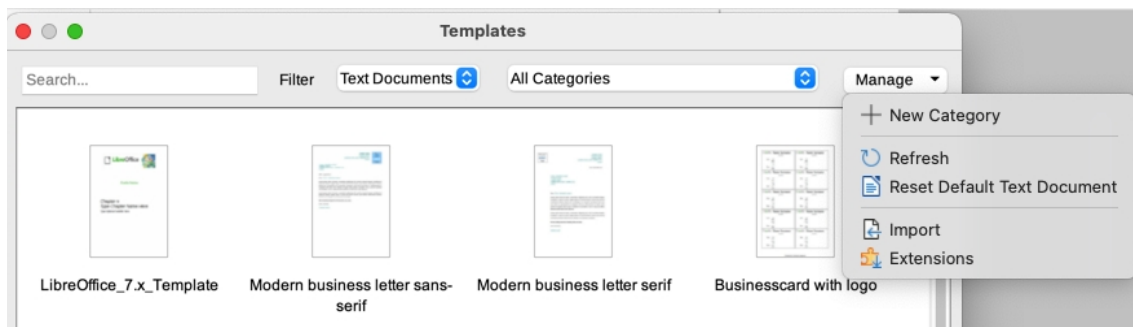 Templates
Search...
Filter
Text Documents
All Categories
Manage
New Category
Refresh
Reset Default Text Document
Import
Extensions
LibreOffice
LibreOffice_7.x_Template
Modern business letter sans-
serif
Modern business letter serif
Businesscard with logo